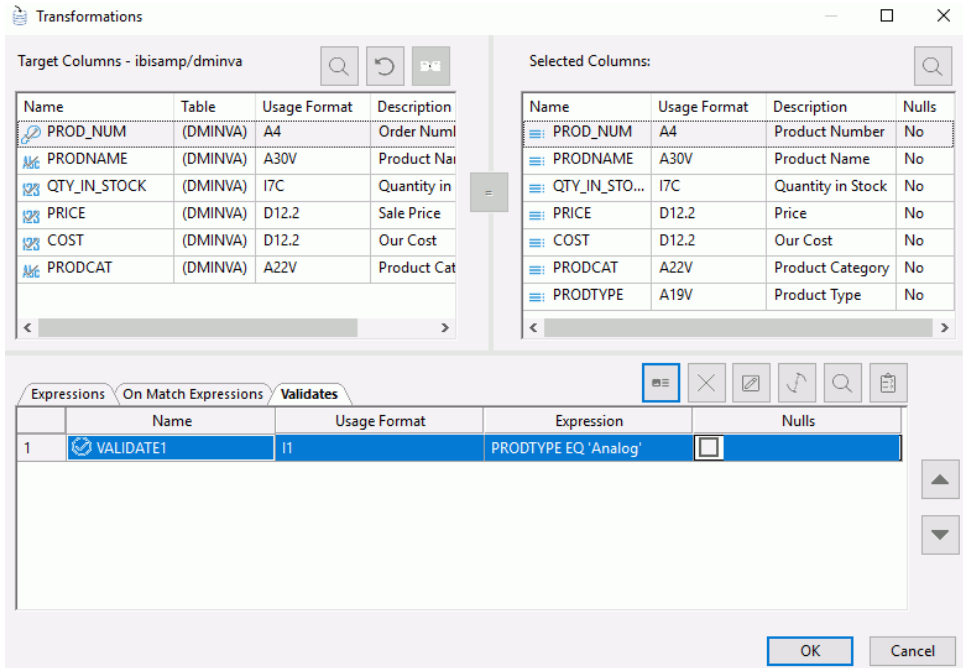 Transformations
Target Columns - ibisamp/dminva
Name Table Usage Format Description
PROD_NUM (DMINVA) A4 Order Numl
PRODNAME (DMINVA) A30V Product Nar
QTY_IN_STOCK (DMINVA) I7C Quantity in
PRICE (DMINVA) D12.2 Sale Price
COST (DMINVA) D12.2 Our Cost
PRODCAT (DMINVA) A22V Product Cat
=
Selected Columns:
Name Usage Format Description Nulls
PROD_NUM A4 Product Number No
PRODNAME A30V Product Name No
QTY_IN_STO... I7C Quantity in Stock No
PRICE D12.2 Price No
COST D12.2 Our Cost No
PRODCAT A22V Product Category No
PRODTYPE A19V Product Type No
Expressions On Match Expressions Validates
Name Usage Format Expression Nulls
1 VALIDATE1 I1 PRODTYPE EQ 'Analog'
OK Cancel